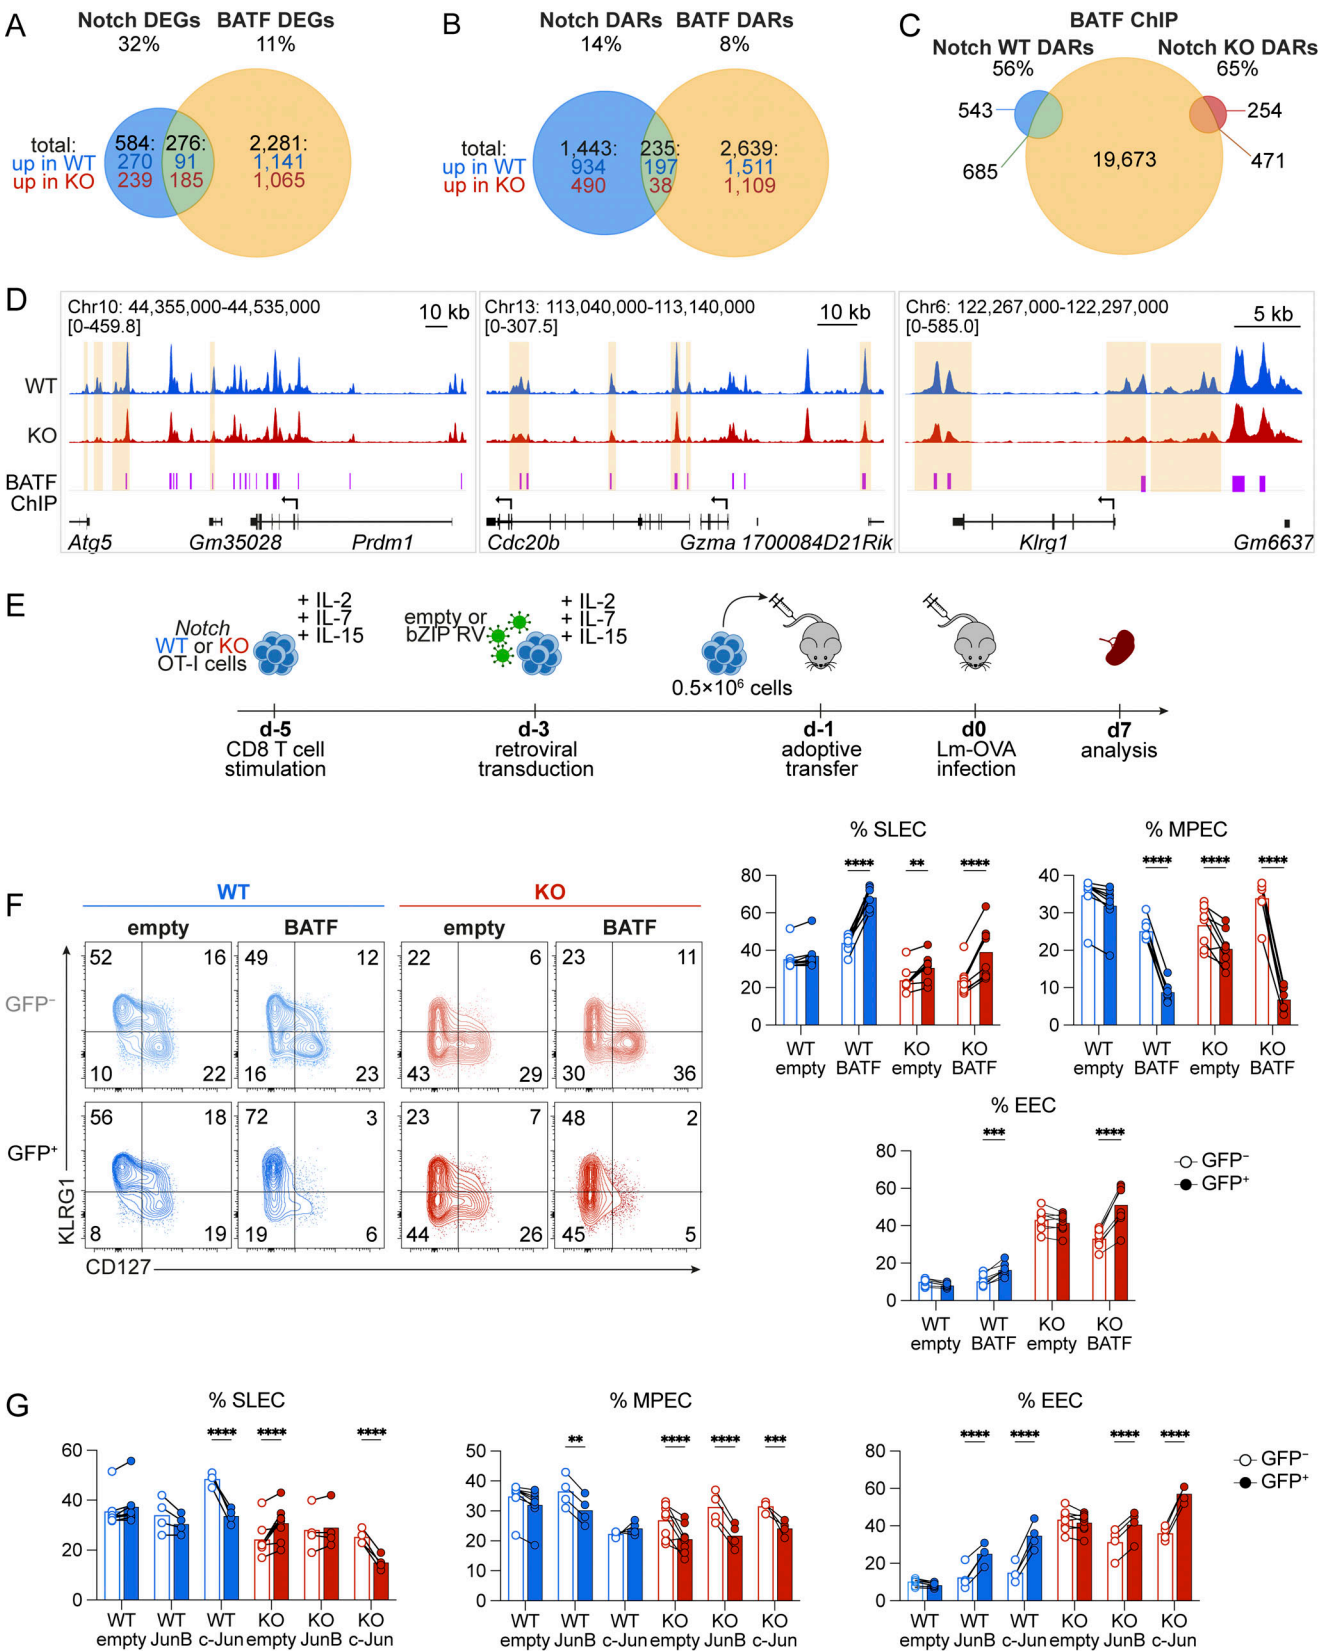 A
Notch DEGs
32%
BATF DEGs
11%
total:
up in WT
up in KO
584:
270
239
276:
91
185
2,281:
1,141
1,065
B
Notch DARs
14%
BATF DARs
8%
total:
up in WT
up in KO
1,443:
934
490
235:
197
38
2,639:
1,511
1,109
C
BATF ChIP
Notch WT DARs
56%
Notch KO DARs
65%
543
685
19,673
254
471
D
Chr10: 44,355,000-44,535,000
[0-459.8]
10 kb
Chr13: 113,040,000-113,140,000
[0-307.5]
10 kb
Chr6: 122,267,000-122,297,000
[0-585.0]
5 kb
WT
KO
BATF
ChIP
Atg5 Gm35028 Prdm1
Cdc20b Gzma 1700084D21Rik
Klrg1 Gm6637
E
Notch
WT or KO
OT-I cells
+ IL-2
+ IL-7
+ IL-15
empty or
bZIP RV
+ IL-2
+ IL-7
+ IL-15
0.5×10⁶ cells
d-5
CD8 T cell
stimulation
d-3
retroviral
transduction
d-1
adoptive
transfer
d0
Lm-OVA
infection
d7
analysis
F
WT
KO
empty
BATF
empty
BATF
GFP⁻
52 16
10 22
49 12
16 23
22 6
43 29
23 11
30 36
GFP⁺
56 18
8 19
72 3
19 6
23 7
44 26
48 2
45 5
KLRG1
CD127
% SLEC
**** ** ****
80
60
40
20
0
WT
empty
WT
BATF
KO
empty
KO
BATF
% MPEC
**** **** ****
40
30
20
10
0
WT
empty
WT
BATF
KO
empty
KO
BATF
% EEC
*** ****
80
60
40
20
0
WT
empty
WT
BATF
KO
empty
KO
BATF
GFP⁻
GFP⁺
G
% SLEC
**** **** ****
60
40
20
0
WT
empty
WT
JunB
WT
c-Jun
KO
empty
KO
JunB
KO
c-Jun
% MPEC
** **** **** ***
50
40
30
20
10
0
WT
empty
WT
JunB
WT
c-Jun
KO
empty
KO
JunB
KO
c-Jun
% EEC
**** **** **** ****
80
60
40
20
0
WT
empty
WT
JunB
WT
c-Jun
KO
empty
KO
JunB
KO
c-Jun
GFP⁻
GFP⁺